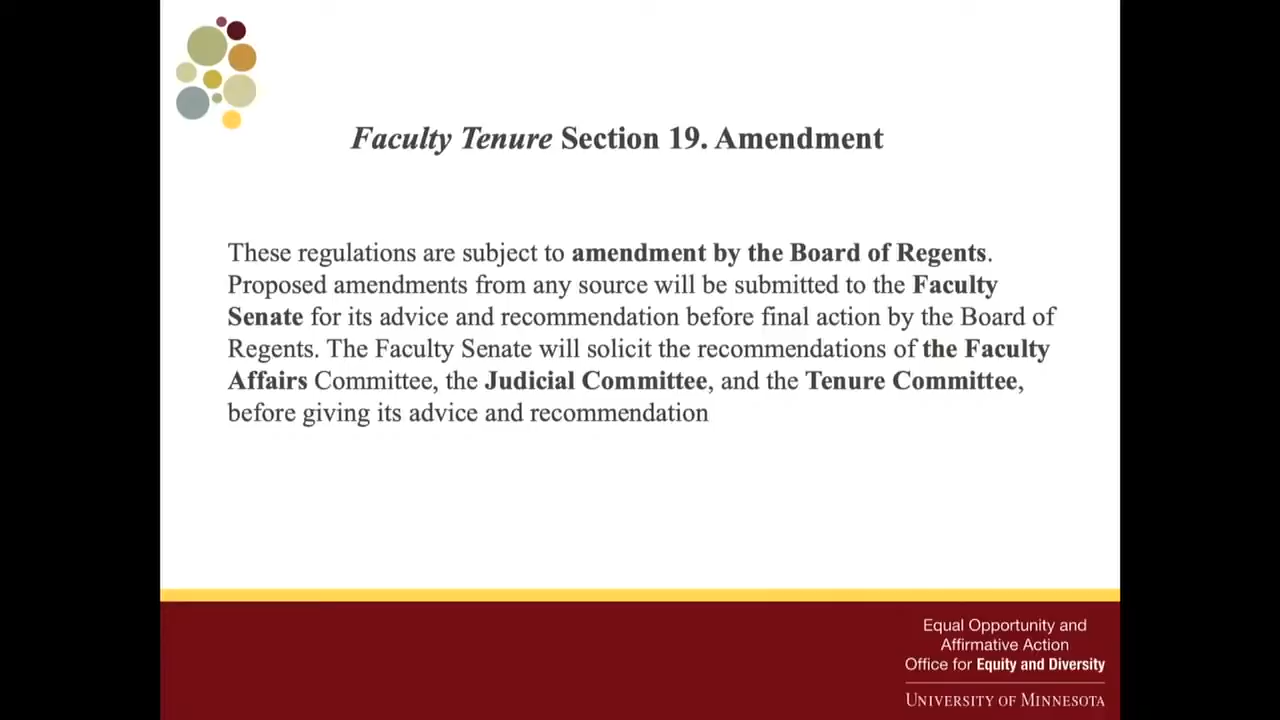 Faculty Tenure Section 19. Amendment
These regulations are subject to amendment by the Board of Regents.
Proposed amendments from any source will be submitted to the Faculty
Senate for its advice and recommendation before final action by the Board of
Regents. The Faculty Senate will solicit the recommendations of the Faculty
Affairs Committee, the Judicial Committee, and the Tenure Committee,
before giving its advice and recommendation
Equal Opportunity and
Affirmative Action
Office for Equity and Diversity
UNIVERSITY OF MINNESOTA